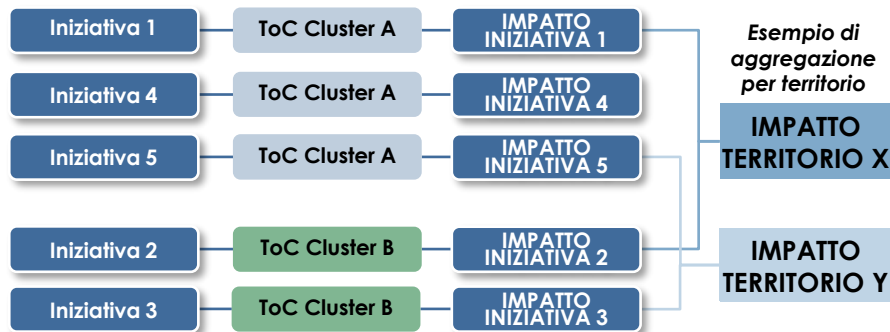 Iniziativa 1
ToC Cluster A
IMPATTO
INIZIATIVA 1
Iniziativa 4
ToC Cluster A
IMPATTO
INIZIATIVA 4
Iniziativa 5
ToC Cluster A
IMPATTO
INIZIATIVA 5
Iniziativa 2
ToC Cluster B
IMPATTO
INIZIATIVA 2
Iniziativa 3
ToC Cluster B
IMPATTO
INIZIATIVA 3
Esempio di
aggregazione
per territorio
IMPATTO
TERRITORIO X
IMPATTO
TERRITORIO Y